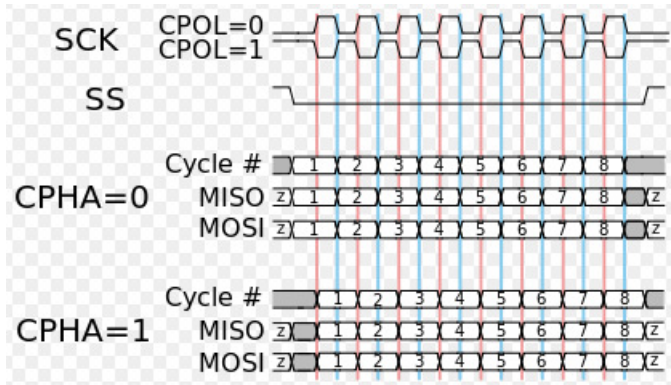 SCK CPOL=0
CPOL=1
SS
Cycle # 1 2 3 4 5 6 7 8
CPHA=0 MISO z 1 2 3 4 5 6 7 8 z
MOSI z 1 2 3 4 5 6 7 8 z
Cycle # 1 2 3 4 5 6 7 8
CPHA=1 MISO z 1 2 3 4 5 6 7 8 z
MOSI z 1 2 3 4 5 6 7 8 z